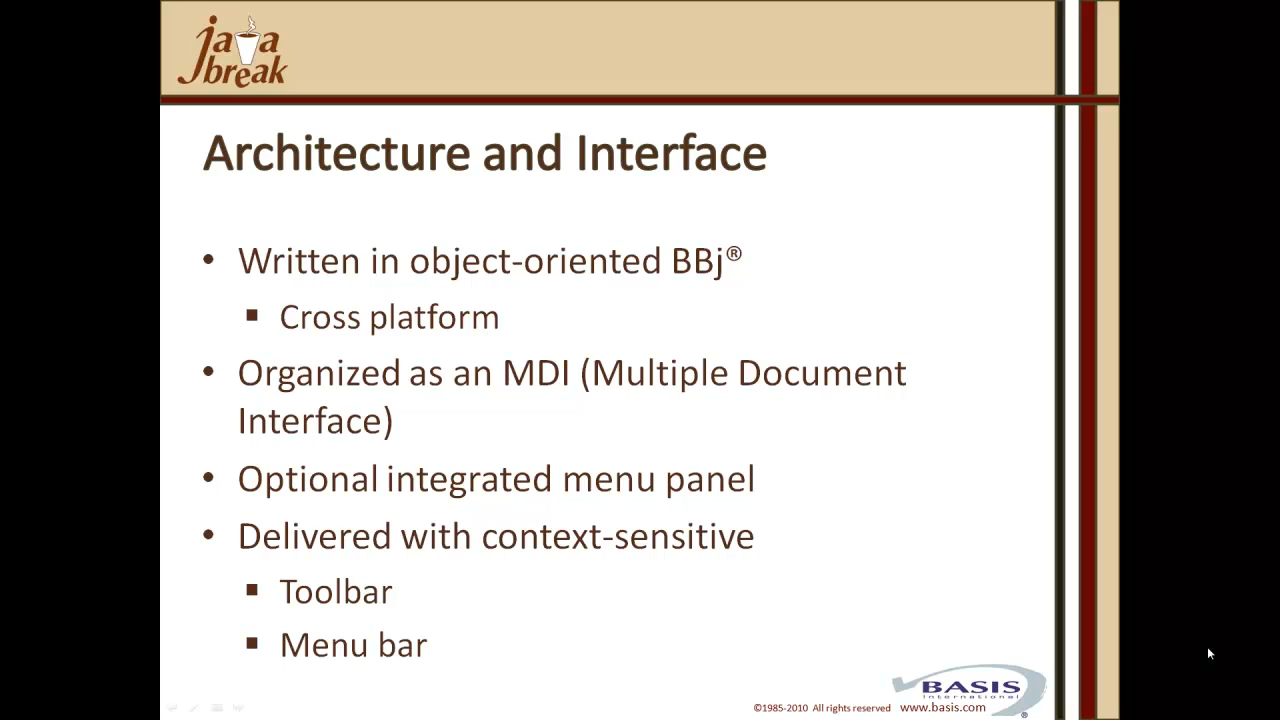 java
break
Architecture and Interface
• Written in object-oriented BBj®
▪ Cross platform
• Organized as an MDI (Multiple Document
Interface)
• Optional integrated menu panel
• Delivered with context-sensitive
▪ Toolbar
▪ Menu bar
BASIS
International
®
©1985-2010 All rights reserved www.basis.com